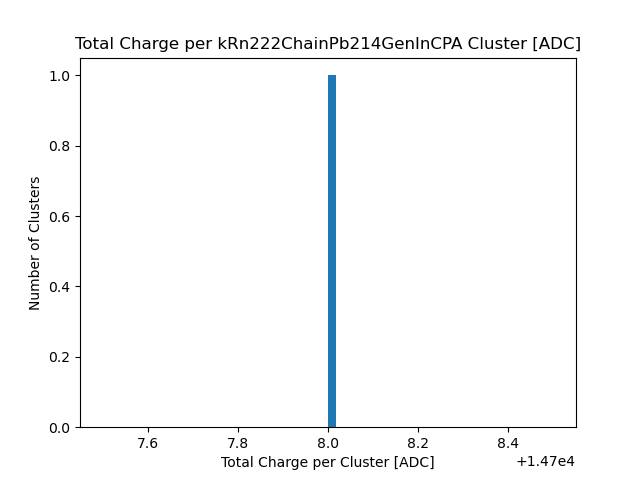 Total Charge per kRn222ChainPb214GenInCPA Cluster [ADC]
1.0
0.8
0.6
0.4
0.2
0.0
Number of Clusters
7.6 7.8 8.0 8.2 8.4
Total Charge per Cluster [ADC]
+1.47e4